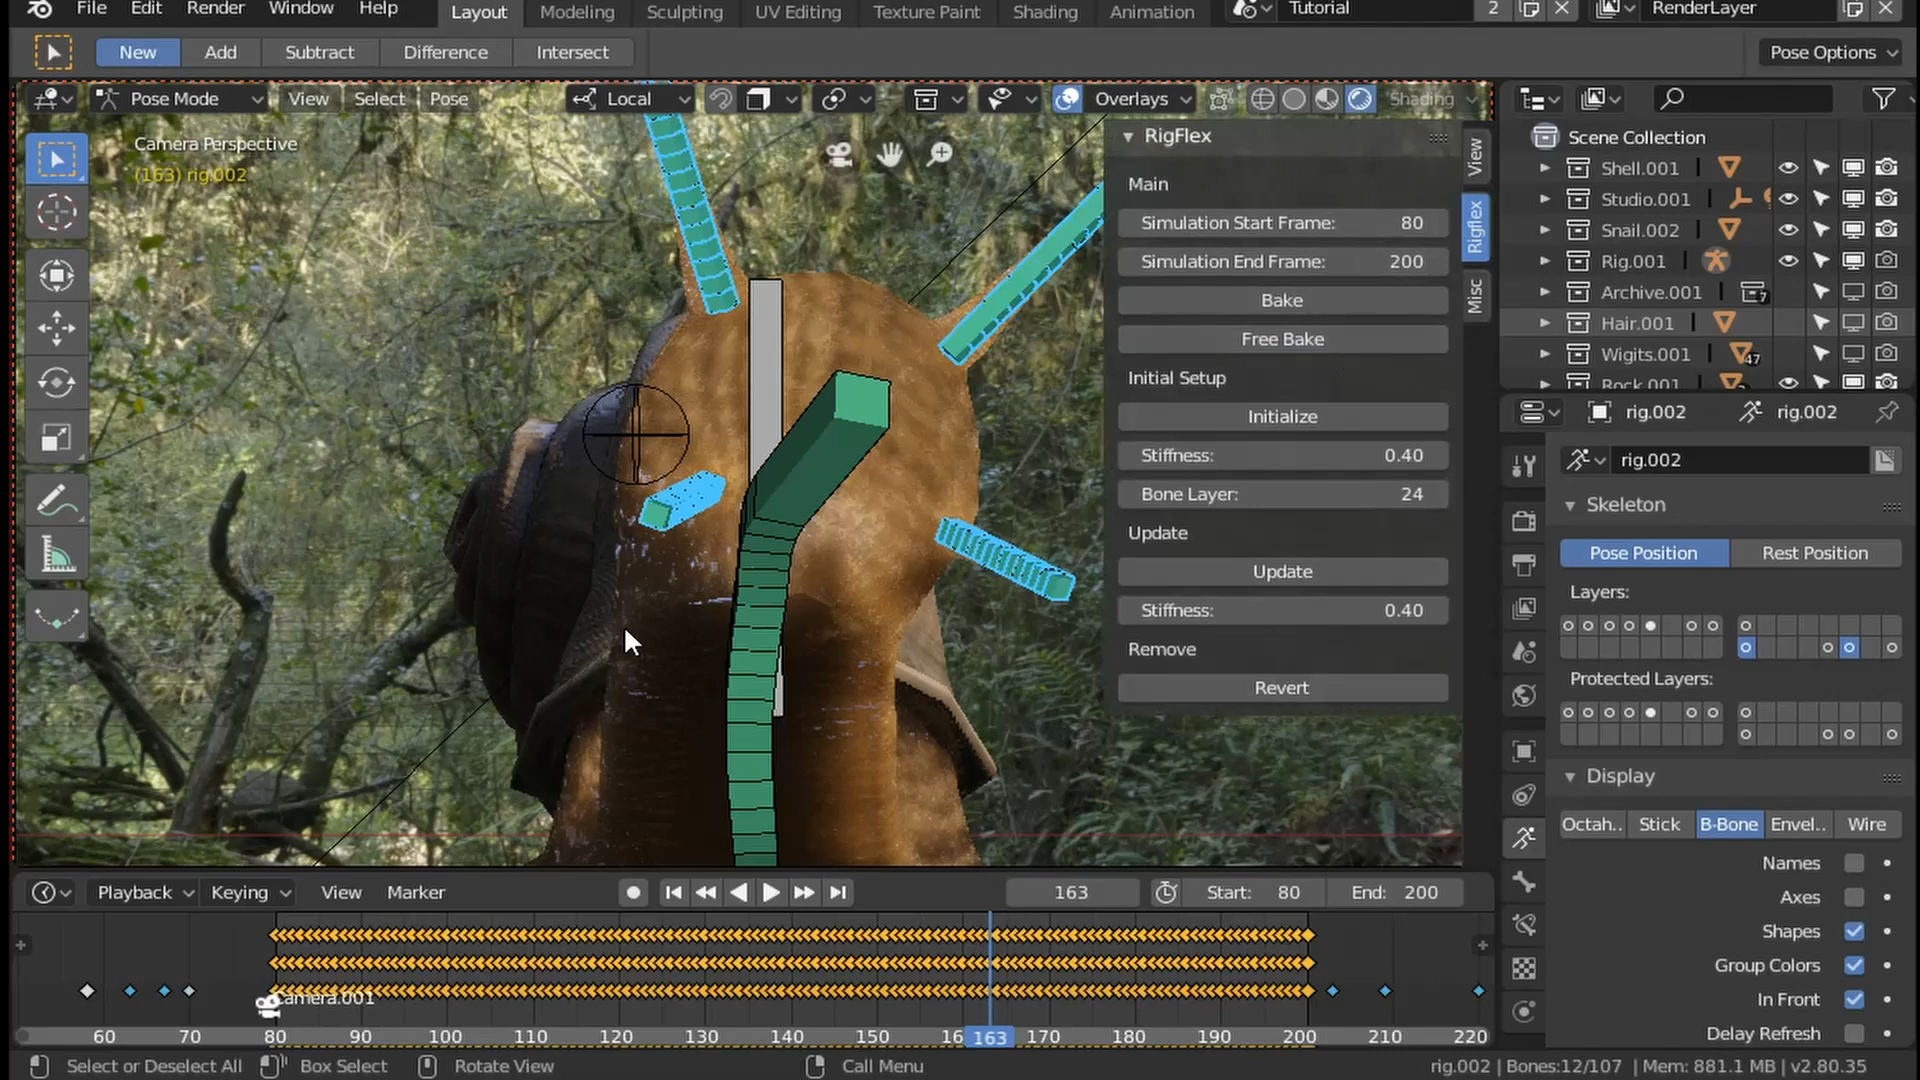 File Edit Render Window Help Layout Modeling Sculpting UV Editing Texture Paint Shading Animation Tutorial 2 RenderLayer
New Add Subtract Difference Intersect Pose Options
Pose Mode View Select Pose Local Overlays Shading
Camera Perspective
(163) rig.002
RigFlex
Main
Simulation Start Frame: 80
Simulation End Frame: 200
Bake
Free Bake
Initial Setup
Initialize
Stiffness: 0.40
Bone Layer: 24
Update
Update
Stiffness: 0.40
Remove
Revert
View
Rigflex
Misc
Scene Collection
Shell.001
Studio.001
Snail.002
Rig.001
Archive.001 7
Hair.001
Wigits.001 47
Rock.001
rig.002 rig.002
rig.002
Skeleton
Pose Position Rest Position
Layers:
Protected Layers:
Display
Octah.. Stick B-Bone Envel.. Wire
Names
Axes
Shapes
Group Colors
In Front
Delay Refresh
Playback Keying View Marker 163 Start: 80 End: 200
Camera.001
60 70 80 90 100 110 120 130 140 150 16 163 170 180 190 200 210 220
Select or Deselect All Box Select Rotate View Call Menu rig.002 | Bones:12/107 | Mem: 881.1 MB | v2.80.35